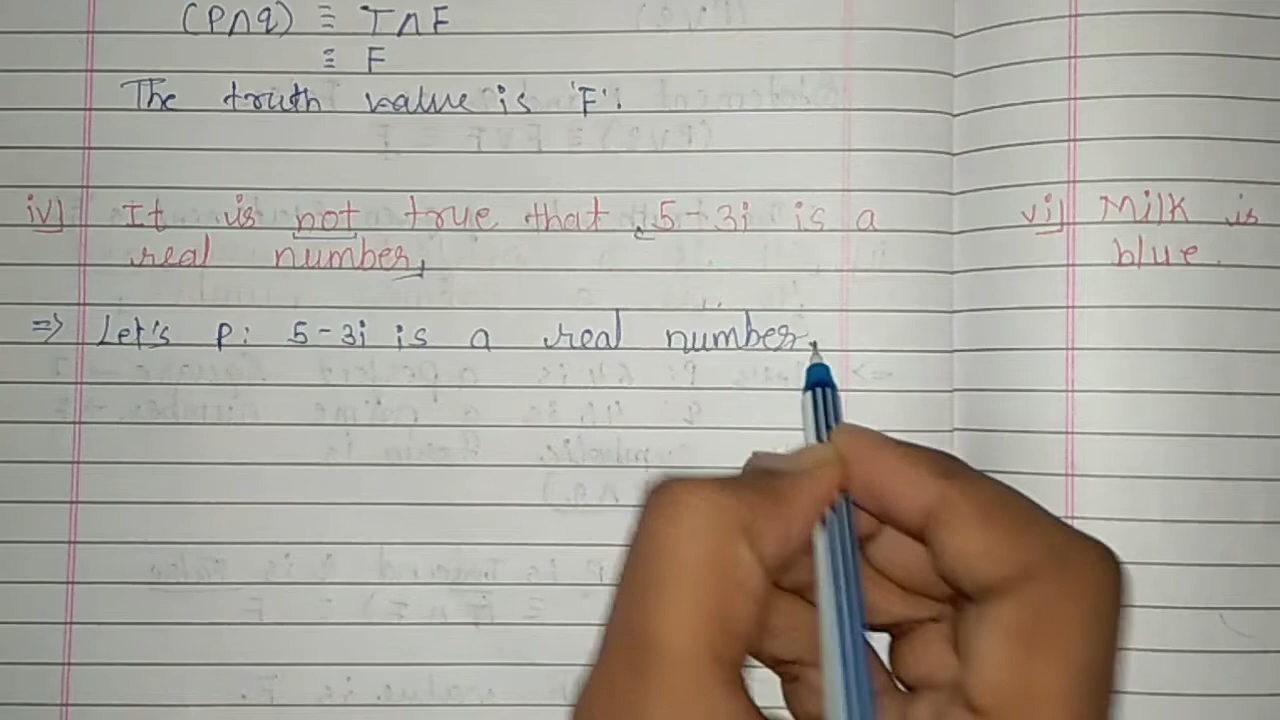 (P∧q) ≡ T∧F
≡ F
The truth value is 'F'.
iv) It is not true that 5-3i is a
real number.
⇒ Let's p: 5-3i is a real number.
vi) Milk is
blue.